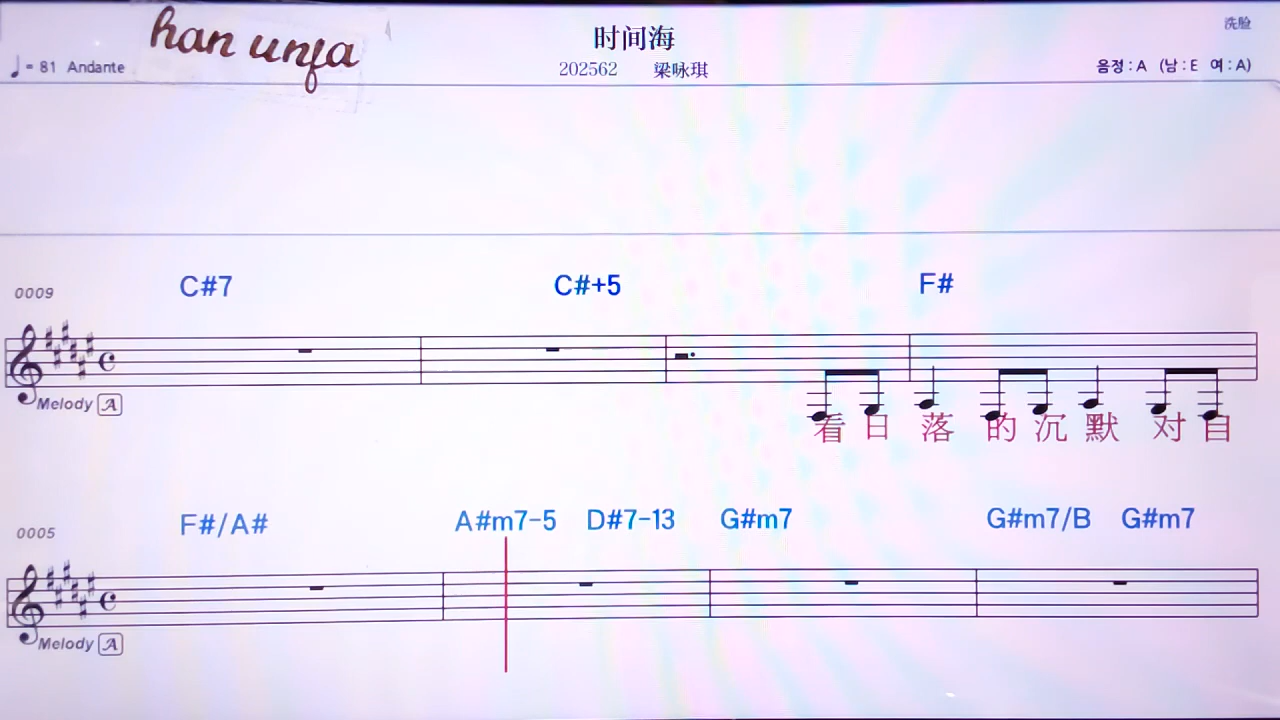 han unfa
时间海
洗脸
♩= 81 Andante
202562 梁咏琪
음정:A (남:E 여:A)
C#7 C#+5 F#
0009
Melody A
看 日 落 的 沉 默 对 自
F#/A# A#m7-5 D#7-13 G#m7 G#m7/B G#m7
0005
Melody A